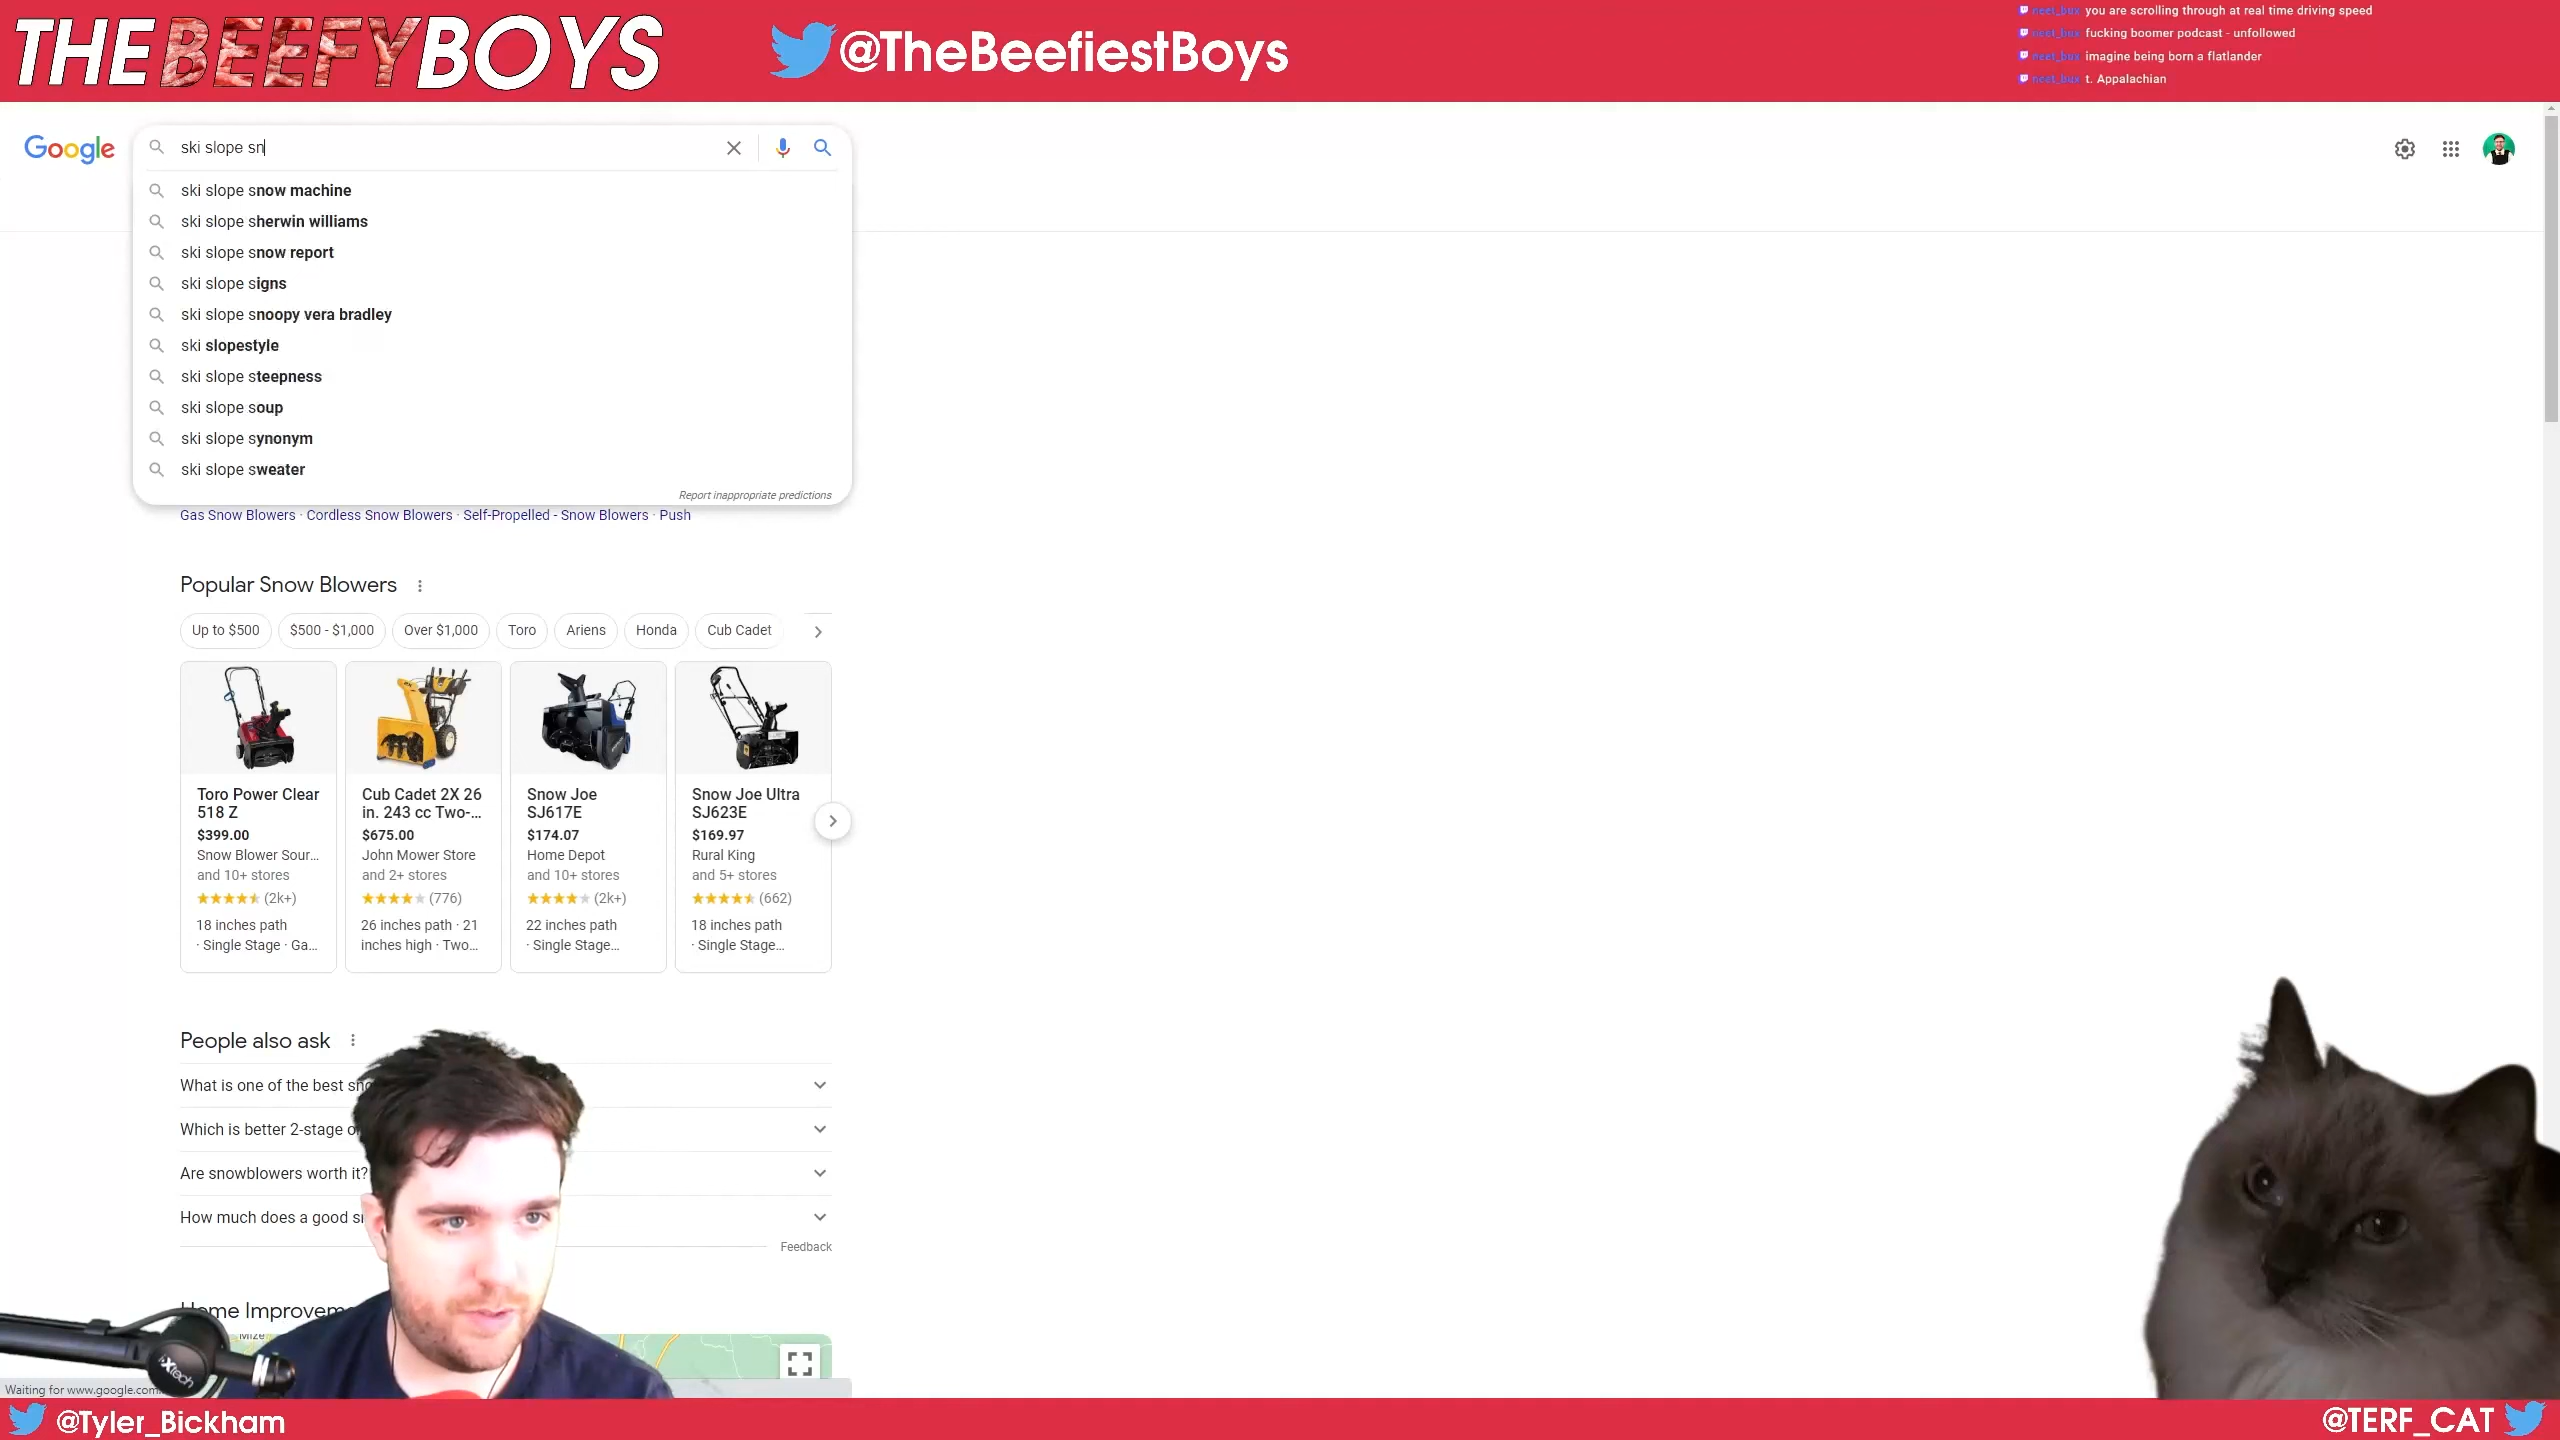 THE BEEFY BOYS
@TheBeefiestBoys
neet_bux you are scrolling through at real time driving speed
neet_bux fucking boomer podcast - unfollowed
neet_bux imagine being born a flatlander
neet_bux t. Appalachian
Google
ski slope sn
ski slope snow machine
ski slope sherwin williams
ski slope snow report
ski slope signs
ski slope snoopy vera bradley
ski slopestyle
ski slope steepness
ski slope soup
ski slope synonym
ski slope sweater
Report inappropriate predictions
Gas Snow Blowers · Cordless Snow Blowers · Self-Propelled - Snow Blowers · Push
Popular Snow Blowers
Up to $500 $500 - $1,000 Over $1,000 Toro Ariens Honda Cub Cadet
Toro Power Clear
518 Z
$399.00
Snow Blower Sour...
and 10+ stores
(2k+)
18 inches path
· Single Stage · Ga...
Cub Cadet 2X 26
in. 243 cc Two-...
$675.00
John Mower Store
and 2+ stores
(776)
26 inches path · 21
inches high · Two...
Snow Joe
SJ617E
$174.07
Home Depot
and 10+ stores
(2k+)
22 inches path
· Single Stage...
Snow Joe Ultra
SJ623E
$169.97
Rural King
and 5+ stores
(662)
18 inches path
· Single Stage...
People also ask
What is one of the best sno
Which is better 2-stage o
Are snowblowers worth it?
How much does a good sn
Feedback
Home Improveme
Mize
Xtech
Waiting for www.google.com
@Tyler_Bickham
@TERF_CAT